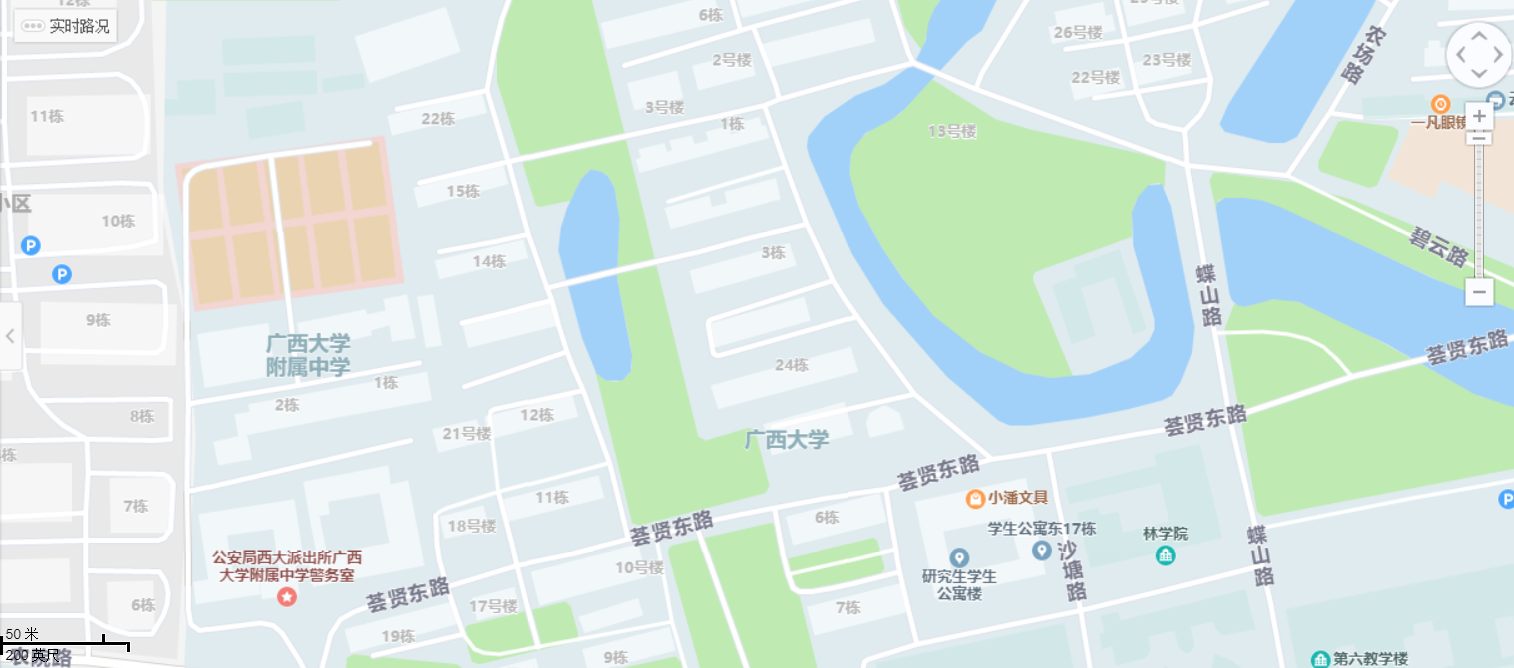 12栋
实时路况
6栋
2号楼
3号楼
1栋
22栋
15栋
14栋
11栋
小区
10栋
9栋
8栋
7栋
6栋
栋
P
P
50 米
200 英尺
农院路
广西大学
附属中学
1栋
2栋
21号楼
12栋
11栋
18号楼
10号楼
17号楼
19栋
9栋
公安局西大派出所广西
大学附属中学警务室
荟贤东路
荟贤东路
荟贤东路
荟贤东路
荟贤东路
3栋
24栋
广西大学
6栋
7栋
13号楼
26号楼
23号楼
22号楼
农场路
一凡眼镜
碧云路
蝶山路
蝶山路
小潘文具
学生公寓东17栋
研究生学生
公寓楼
沙塘路
林学院
第六教学楼
P